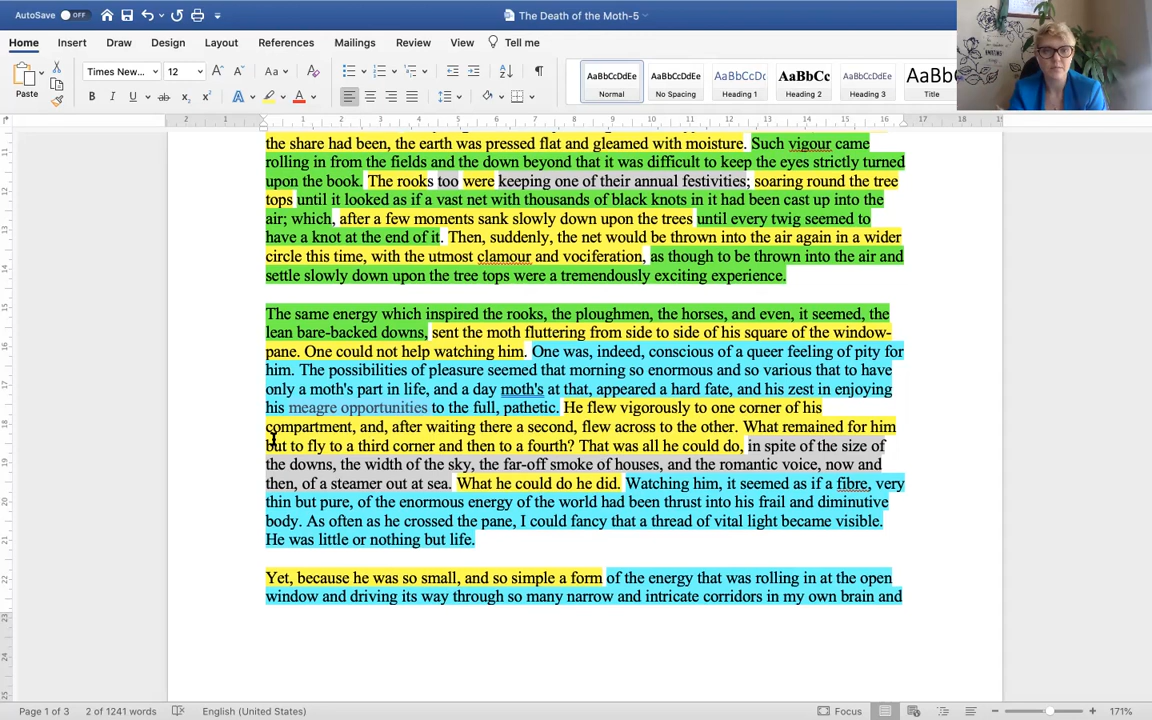 AutoSave OFF
The Death of the Moth-5
Home Insert Draw Design Layout References Mailings Review View Tell me
Paste
Times New... 12
AaBbCcDdEe AaBbCcDdEe AaBbCcDc AaBbCc AaBbCcDdEe AaBb
Normal No Spacing Heading 1 Heading 2 Heading 3 Title
the share had been, the earth was pressed flat and gleamed with moisture. Such vigour came
rolling in from the fields and the down beyond that it was difficult to keep the eyes strictly turned
upon the book. The rooks too were keeping one of their annual festivities; soaring round the tree
tops until it looked as if a vast net with thousands of black knots in it had been cast up into the
air; which, after a few moments sank slowly down upon the trees until every twig seemed to
have a knot at the end of it. Then, suddenly, the net would be thrown into the air again in a wider
circle this time, with the utmost clamour and vociferation, as though to be thrown into the air and
settle slowly down upon the tree tops were a tremendously exciting experience.
The same energy which inspired the rooks, the ploughmen, the horses, and even, it seemed, the
lean bare-backed downs, sent the moth fluttering from side to side of his square of the window-
pane. One could not help watching him. One was, indeed, conscious of a queer feeling of pity for
him. The possibilities of pleasure seemed that morning so enormous and so various that to have
only a moth's part in life, and a day moth's at that, appeared a hard fate, and his zest in enjoying
his meagre opportunities to the full, pathetic. He flew vigorously to one corner of his
compartment, and, after waiting there a second, flew across to the other. What remained for him
but to fly to a third corner and then to a fourth? That was all he could do, in spite of the size of
the downs, the width of the sky, the far-off smoke of houses, and the romantic voice, now and
then, of a steamer out at sea. What he could do he did. Watching him, it seemed as if a fibre, very
thin but pure, of the enormous energy of the world had been thrust into his frail and diminutive
body. As often as he crossed the pane, I could fancy that a thread of vital light became visible.
He was little or nothing but life.
Yet, because he was so small, and so simple a form of the energy that was rolling in at the open
window and driving its way through so many narrow and intricate corridors in my own brain and
Page 1 of 3 2 of 1241 words English (United States) Focus 171%